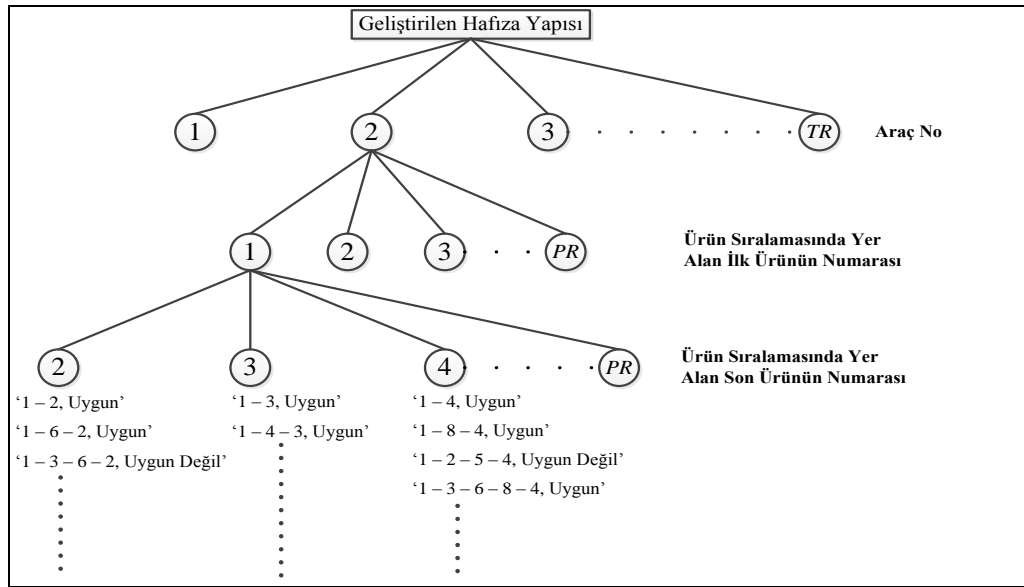 Geliştirilen Hafıza Yapısı
1 2 3 . . . . . . . TR Araç No
1 2 3 . . . PR Ürün Sıralamasında Yer
Alan İlk Ürünün Numarası
2 3 4 . . . . . PR Ürün Sıralamasında Yer
Alan Son Ürünün Numarası
‘1 – 2, Uygun’ ‘1 – 3, Uygun’ ‘1 – 4, Uygun’
‘1 – 6 – 2, Uygun’ ‘1 – 4 – 3, Uygun’ ‘1 – 8 – 4, Uygun’
‘1 – 3 – 6 – 2, Uygun Değil’ ‘1 – 2 – 5 – 4, Uygun Değil’
‘1 – 3 – 6 – 8 – 4, Uygun’